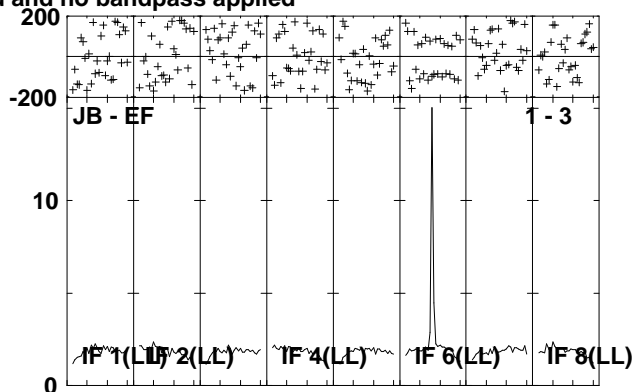 and no bandpass applied
200
-200
JB - EF 1 - 3
10
IF 1(LL) IF 2(LL) IF 4(LL) IF 6(LL) IF 8(LL)
0